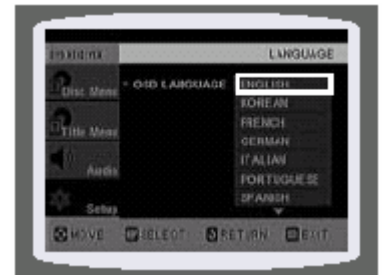 LANGUAGE
Disc Menu
OSD LANGUAGE
ENGLISH
KOREAN
FRENCH
Title Menu
GERMAN
ITALIAN
Audio
PORTUGUESE
SPANISH
Setup
MOVE SELECT RETURN EXIT